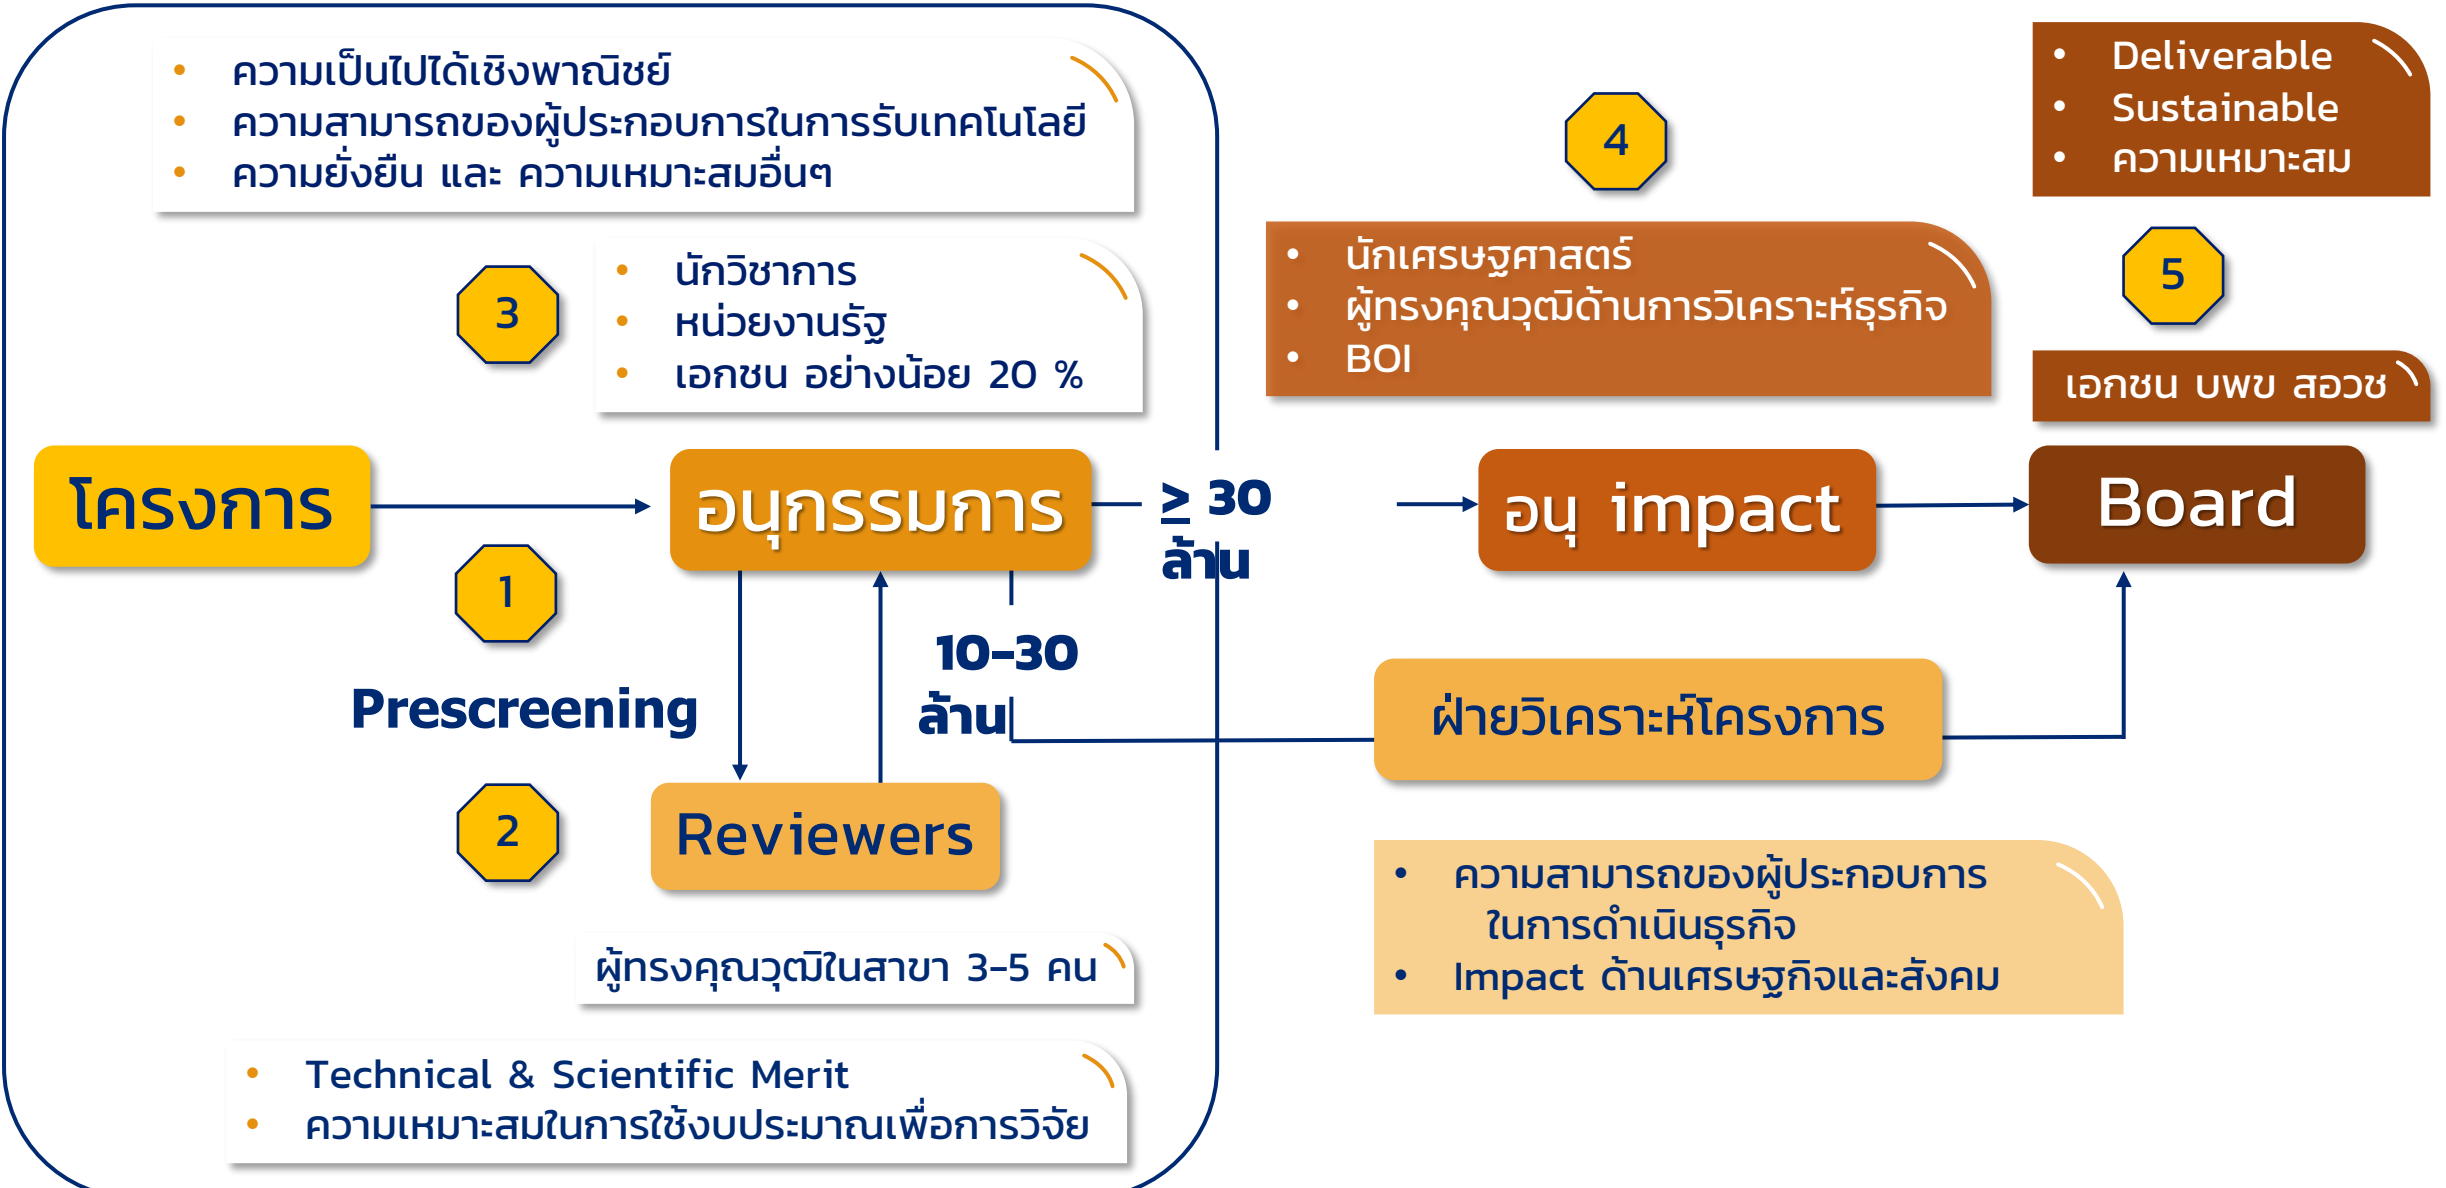 • ความเป็นไปได้เชิงพาณิชย์
• ความสามารถของผู้ประกอบการในการรับเทคโนโลยี
• ความยั่งยืน และ ความเหมาะสมอื่นๆ
3
• นักวิชาการ
• หน่วยงานรัฐ
• เอกชน อย่างน้อย 20 %
4
• นักเศรษฐศาสตร์
• ผู้ทรงคุณวุฒิด้านการวิเคราะห์ธุรกิจ
• BOI
• Deliverable
• Sustainable
• ความเหมาะสม
5
เอกชน บพข สอวช
โครงการ
อนุกรรมการ
≥ 30
ล้าน
อนุ impact
Board
1
Prescreening
10-30
ล้าน
ฝ่ายวิเคราะห์โครงการ
2
Reviewers
ผู้ทรงคุณวุฒิในสาขา 3-5 คน
• Technical & Scientific Merit
• ความเหมาะสมในการใช้งบประมาณเพื่อการวิจัย
• ความสามารถของผู้ประกอบการ
ในการดำเนินธุรกิจ
• Impact ด้านเศรษฐกิจและสังคม